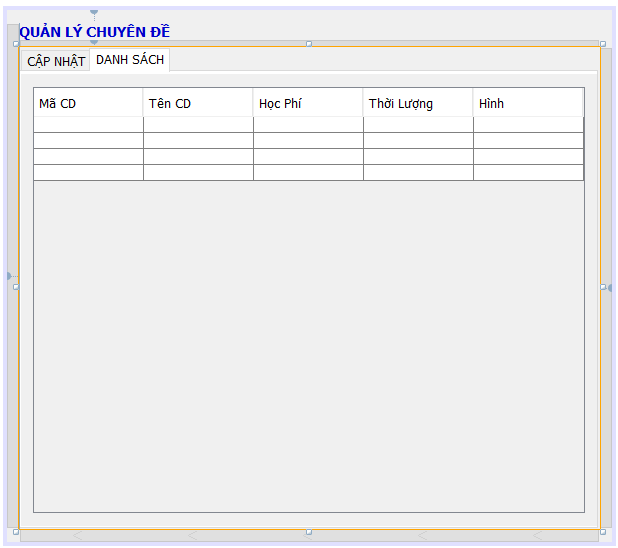 QUẢN LÝ CHUYÊN ĐỀ
CẬP NHẬT DANH SÁCH
Mã CD Tên CD Học Phí Thời Lượng Hình